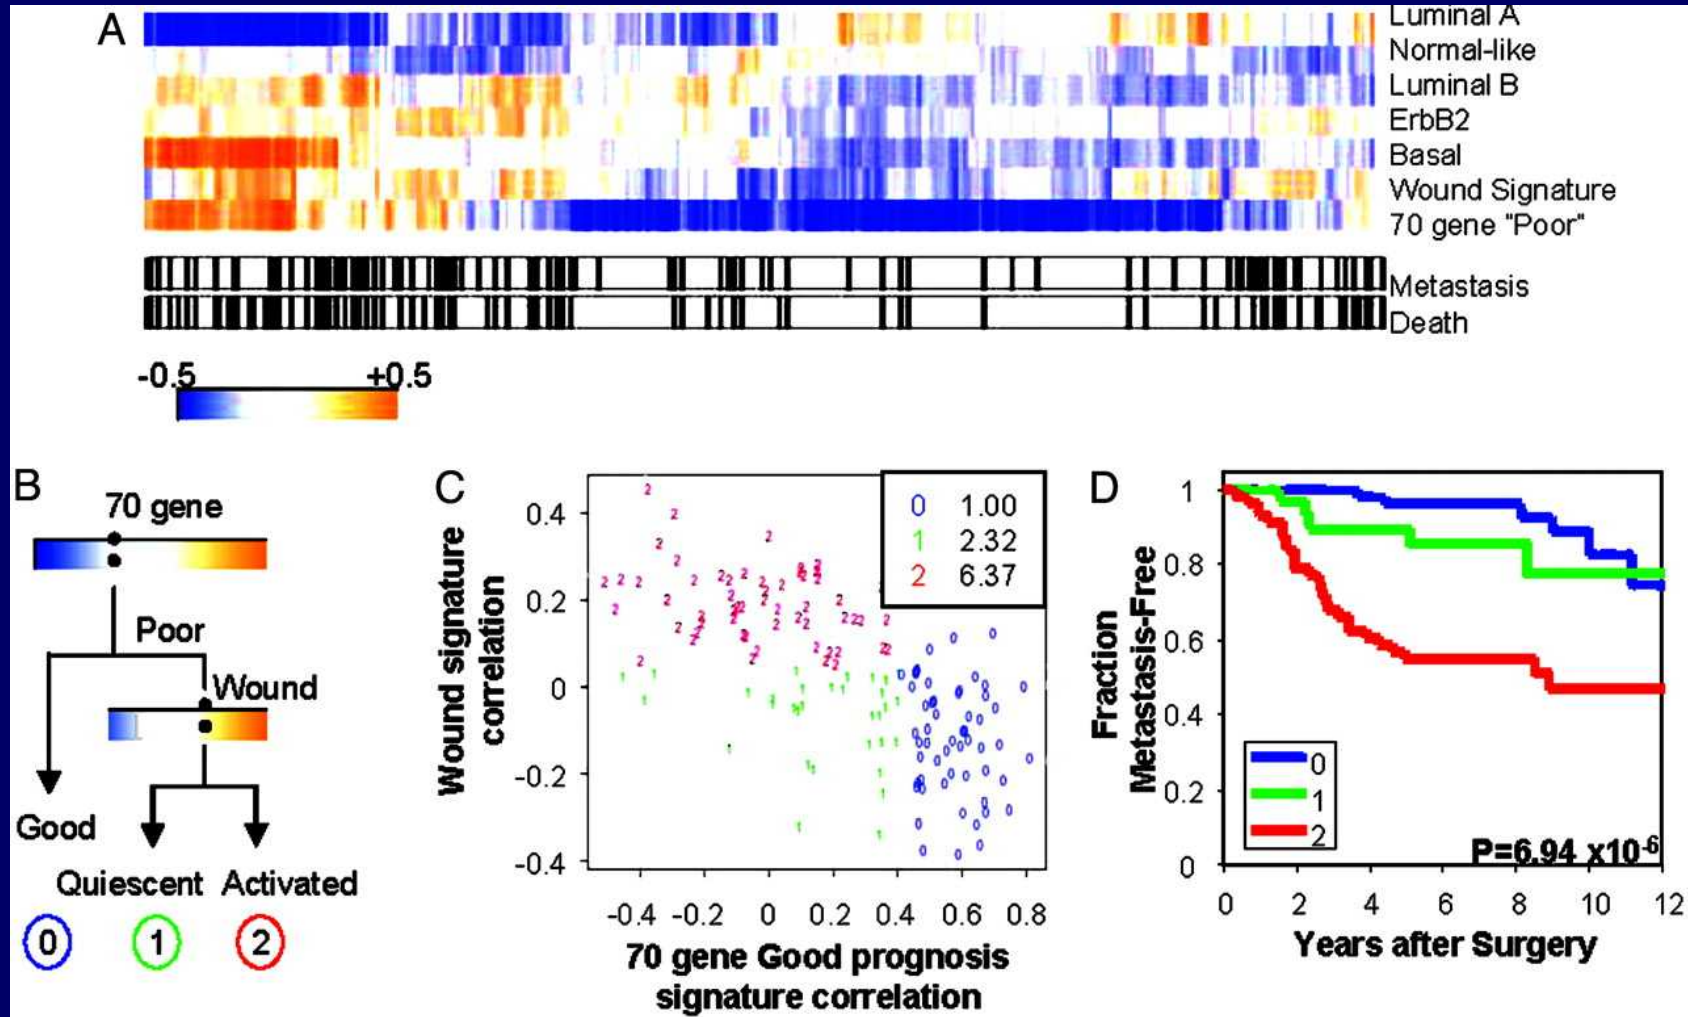 A
Luminal A
Normal-like
Luminal B
ErbB2
Basal
Wound Signature
70 gene "Poor"
Metastasis
Death
-0.5 +0.5
B
70 gene
Poor
Wound
Good
Quiescent Activated
0 1 2
C
Wound signature
correlation
0.4
0.2
0
-0.2
-0.4
0 1.00
1 2.32
2 6.37
-0.4 -0.2 0 0.2 0.4 0.6 0.8
70 gene Good prognosis
signature correlation
D
Fraction
Metastasis-Free
1
0.8
0.6
0.4
0.2
0
0
1
2
P=6.94 x10-6
0 2 4 6 8 10 12
Years after Surgery